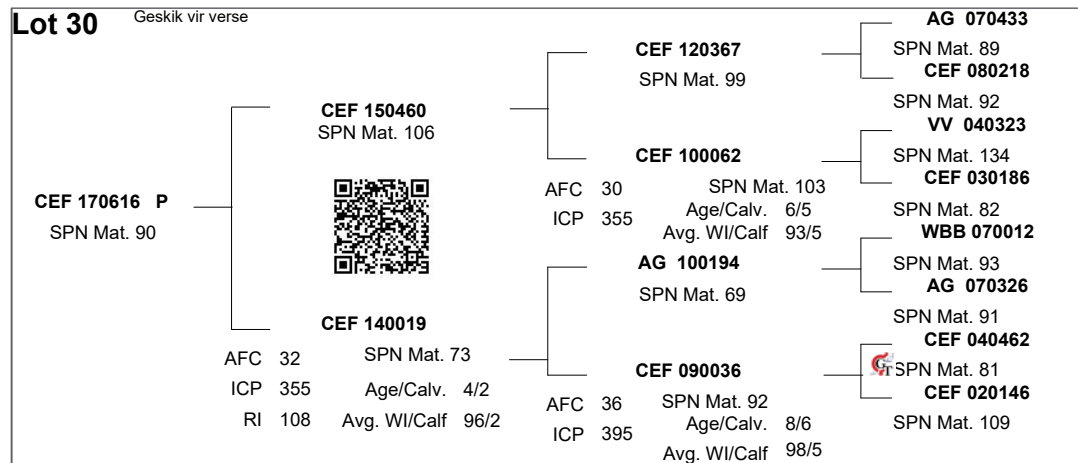 Lot 30 Geskik vir verse
CEF 170616 P
SPN Mat. 90
CEF 150460
SPN Mat. 106
CEF 140019
AFC 32 SPN Mat. 73
ICP 355 Age/Calv. 4/2
RI 108 Avg. WI/Calf 96/2
CEF 120367
SPN Mat. 99
CEF 100062
AFC 30 SPN Mat. 103
ICP 355 Age/Calv. 6/5
Avg. WI/Calf 93/5
AG 100194
SPN Mat. 69
CEF 090036
AFC 36 SPN Mat. 92
ICP 395 Age/Calv. 8/6
Avg. WI/Calf 98/5
AG 070433
SPN Mat. 89
CEF 080218
SPN Mat. 92
VV 040323
SPN Mat. 134
CEF 030186
SPN Mat. 82
WBB 070012
SPN Mat. 93
AG 070326
SPN Mat. 91
CEF 040462
GT SPN Mat. 81
CEF 020146
SPN Mat. 109